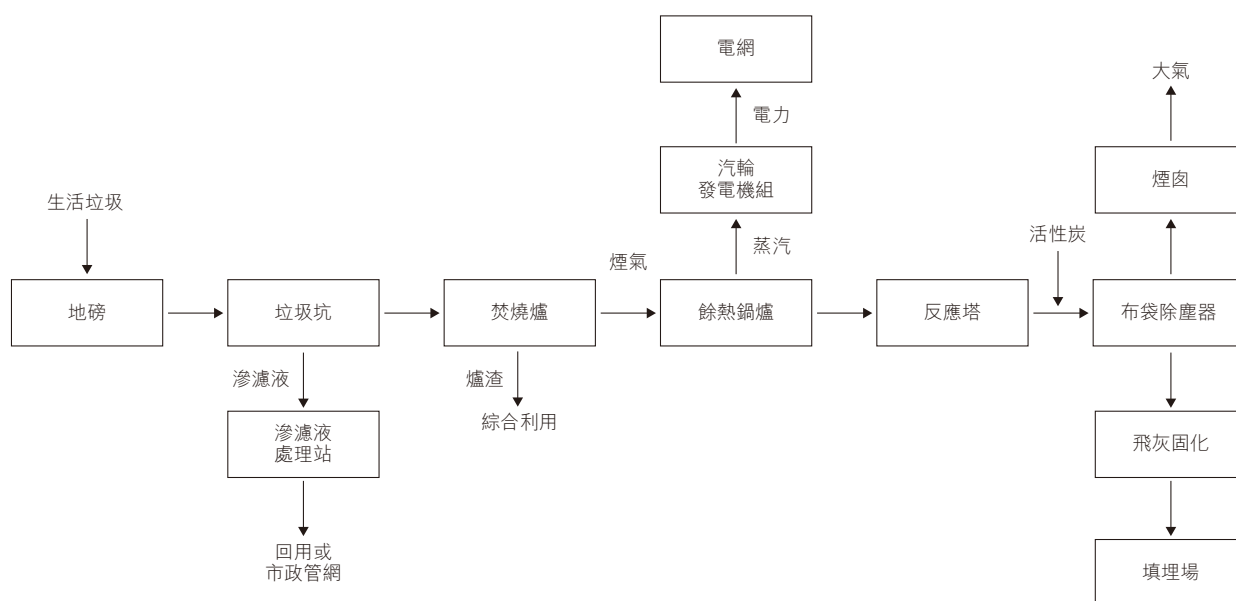 電網
大氣
電力
汽輪
發電機組
煙囪
生活垃圾
活性炭
蒸汽
煙氣
地磅
垃圾坑
焚燒爐
餘熱鍋爐
反應塔
布袋除塵器
滲濾液
爐渣
綜合利用
滲濾液
處理站
飛灰固化
回用或
市政管網
填埋場